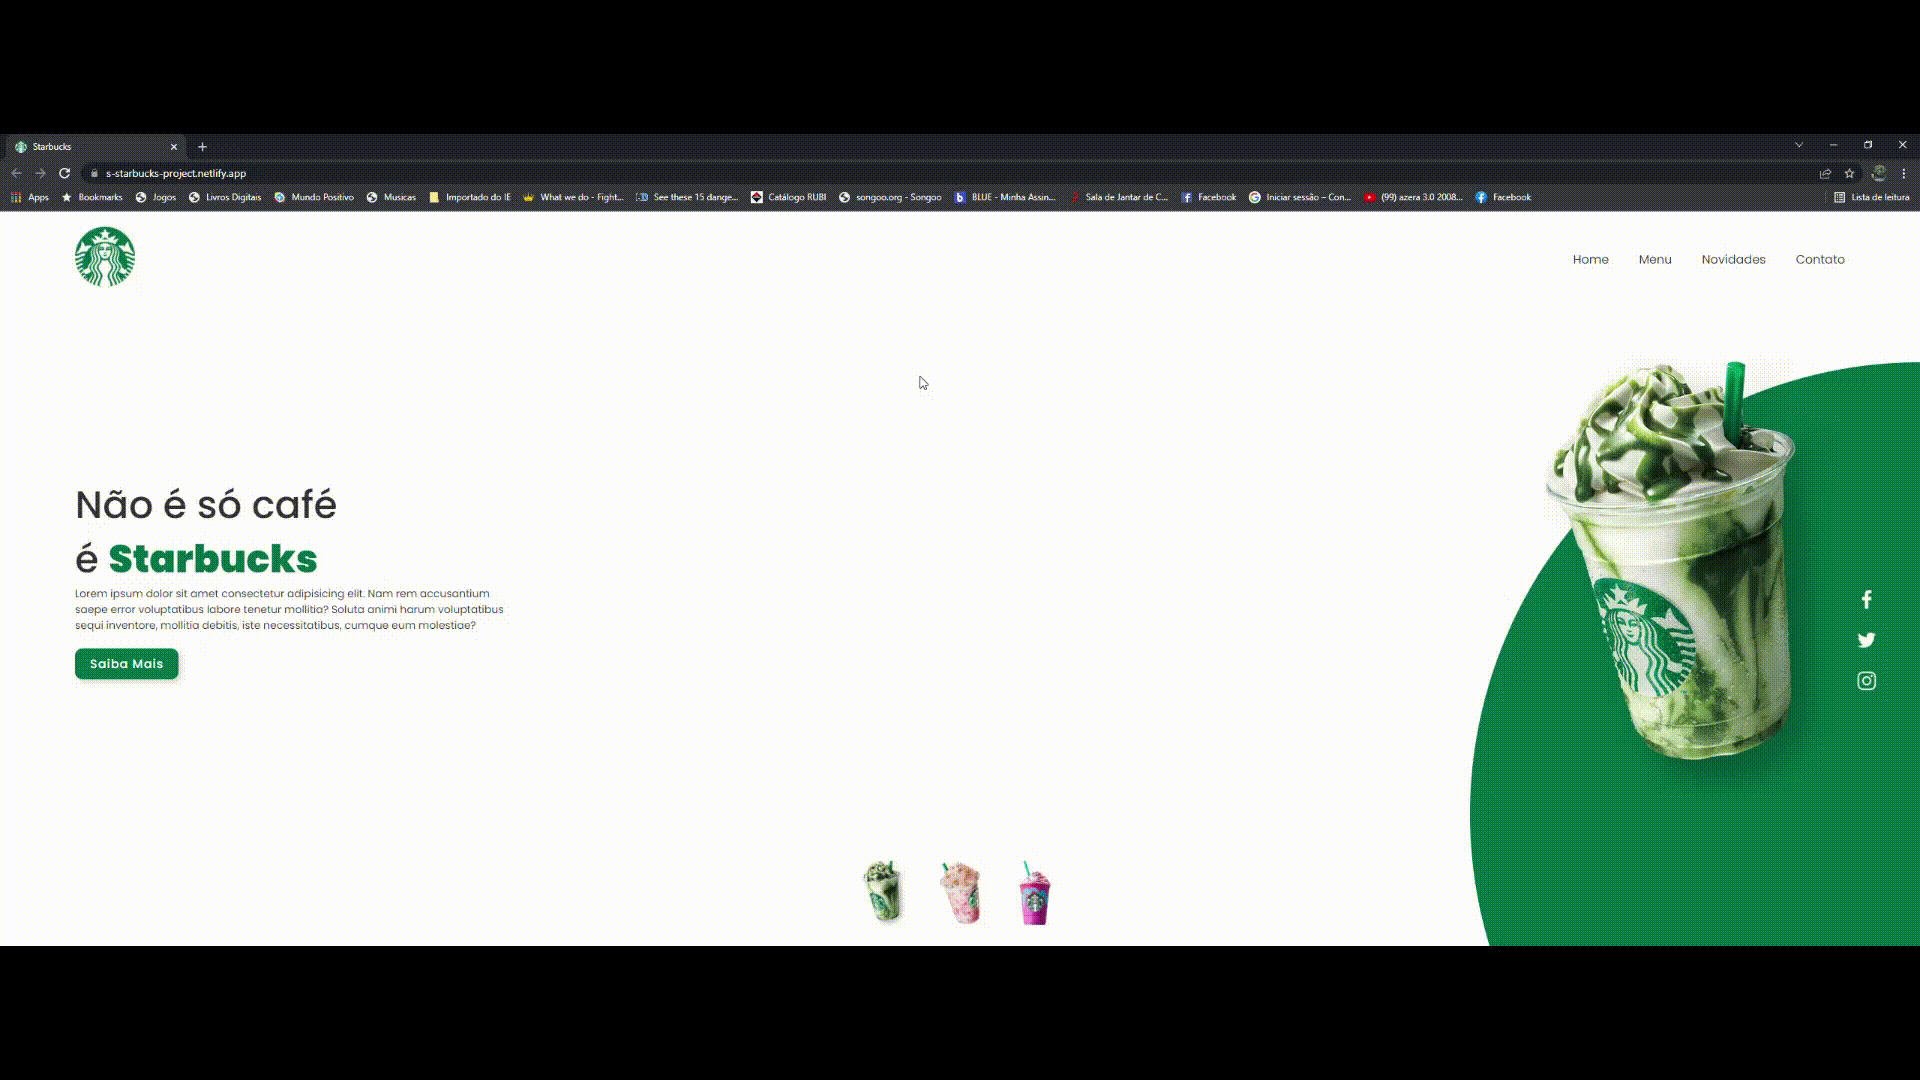 Starbucks
s-starbucks-project.netlify.app
Apps Bookmarks Jogos Livros Digitais Mundo Positivo Musicas Importado do IE What we do - Fight... See these 15 dange... Catálogo RUBI songoo.org - Songoo BLUE - Minha Assin... Sala de Jantar de C... Facebook Iniciar sessão – Con... (99) azera 3.0 2008... Facebook Lista de leitura
Home Menu Novidades Contato
Não é só café
é Starbucks
Lorem ipsum dolor sit amet consectetur adipisicing elit. Nam rem accusantium
saepe error voluptatibus labore tenetur mollitia? Soluta animi harum voluptatibus
sequi inventore, mollitia debitis, iste necessitatibus, cumque eum molestiae?
Saiba Mais